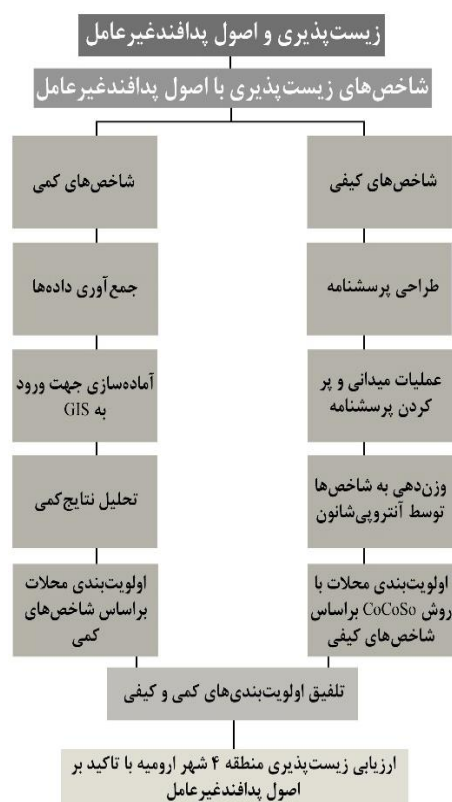 زیست‌پذیری و اصول پدافندغیرعامل
شاخص‌های زیست‌پذیری با اصول پدافندغیرعامل
شاخص‌های کیفی
طراحی پرسشنامه
عملیات میدانی و پر
کردن پرسشنامه
وزن‌دهی به شاخص‌ها
توسط آنتروپی‌شانون
اولویت‌بندی محلات با
روش CoCoSo براساس
شاخص‌های کیفی
شاخص‌های کمی
جمع‌آوری داده‌ها
آماده‌سازی جهت ورود
به GIS
تحلیل نتایج‌کمی
اولویت‌بندی محلات
براساس شاخص‌های
کمی
تلفیق اولویت‌بندی‌های کمی و کیفی
ارزیابی زیست‌پذیری منطقه ۴ شهر ارومیه با تاکید بر
اصول پدافندغیرعامل